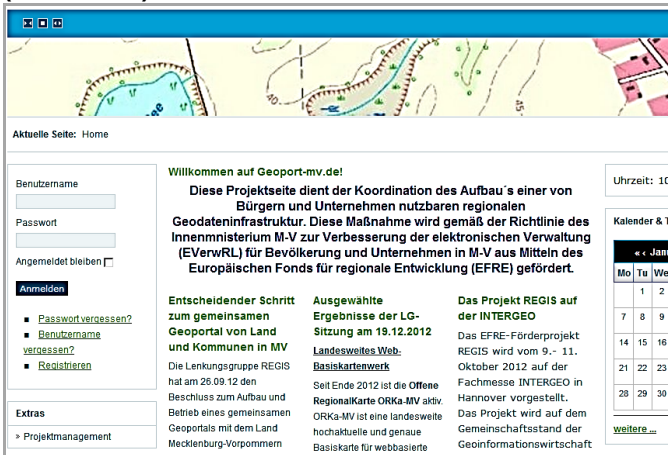 Aktuelle Seite: Home
Benutzername
Passwort
Angemeldet bleiben
Anmelden
Passwort vergessen?
Benutzername
vergessen?
Registrieren
Extras
» Projektmanagement
Willkommen auf Geoport-mv.de!
Diese Projektseite dient der Koordination des Aufbau´s einer von
Bürgern und Unternehmen nutzbaren regionalen
Geodateninfrastruktur. Diese Maßnahme wird gemäß der Richtlinie des
Innenmnisterium M-V zur Verbesserung der elektronischen Verwaltung
(EVerwRL) für Bevölkerung und Unternehmen in M-V aus Mitteln des
Europäischen Fonds für regionale Entwicklung (EFRE) gefördert.
Entscheidender Schritt
zum gemeinsamen
Geoportal von Land
und Kommunen in MV
Die Lenkungsgruppe REGIS
hat am 26.09.12 den
Beschluss zum Aufbau und
Betrieb eines gemeinsamen
Geoportals mit dem Land
Mecklenburg-Vorpommern
Ausgewählte
Ergebnisse der LG-
Sitzung am 19.12.2012
Landesweites Web-
Basiskartenwerk
Seit Ende 2012 ist die Offene
RegionalKarte ORKa-MV aktiv.
ORKa-MV ist eine landesweite
hochaktuelle und genaue
Basiskarte für webbasierte
Das Projekt REGIS auf
der INTERGEO
Das EFRE-Förderprojekt
REGIS wird vom 9.- 11.
Oktober 2012 auf der
Fachmesse INTERGEO in
Hannover vorgestellt.
Das Projekt wird auf dem
Gemeinschaftsstand der
Geoinformationswirtschaft
Uhrzeit: 10
Kalender & T
«‹ Janu
Mo Tu We
1 2
7 8 9
14 15 16
21 22 23
28 29 30
weitere ...